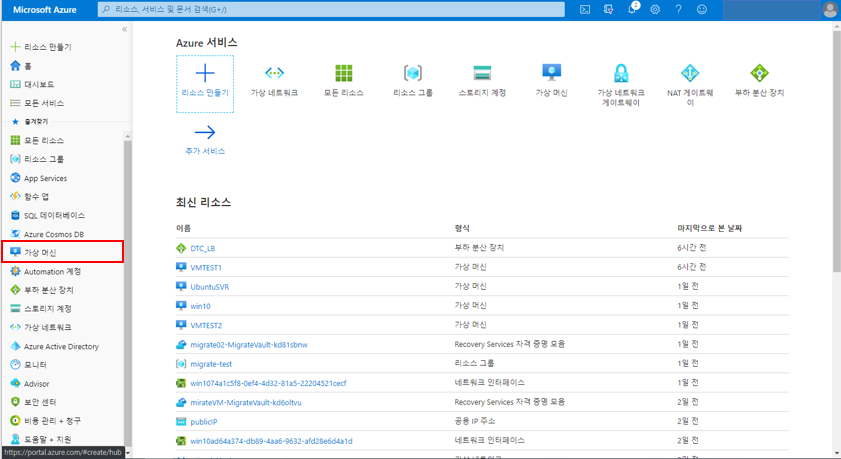 Microsoft Azure
리소스, 서비스 및 문서 검색(G+/)
2
«
리소스 만들기
홈
대시보드
모든 서비스
즐겨찾기
모든 리소스
리소스 그룹
App Services
함수 앱
SQL 데이터베이스
Azure Cosmos DB
가상 머신
Automation 계정
부하 분산 장치
스토리지 계정
가상 네트워크
Azure Active Directory
모니터
Advisor
보안 센터
비용 관리 + 청구
도움말 + 지원
https://portal.azure.com/#create/hub
Azure 서비스
리소스 만들기
가상 네트워크
모든 리소스
리소스 그룹
스토리지 계정
가상 머신
가상 네트워크
게이트웨이
NAT 게이트웨
이
부하 분산 장치
추가 서비스
최신 리소스
이름 형식 마지막으로 본 날짜
DTC_LB 부하 분산 장치 6시간 전
VMTEST1 가상 머신 6시간 전
UbuntuSVR 가상 머신 1일 전
win10 가상 머신 1일 전
VMTEST2 가상 머신 1일 전
migrate02-MigrateVault-kd81sbnw Recovery Services 자격 증명 모음 1일 전
migrate-test 리소스 그룹 1일 전
win1074a1c5f8-0ef4-4d32-81a5-22204521cecf 네트워크 인터페이스 1일 전
mirateVM-MigrateVault-kd6oltvu Recovery Services 자격 증명 모음 2일 전
publicIP 공용 IP 주소 2일 전
win10ad64a374-db89-4aa6-9632-afd28e6d4a1d 네트워크 인터페이스 2일 전